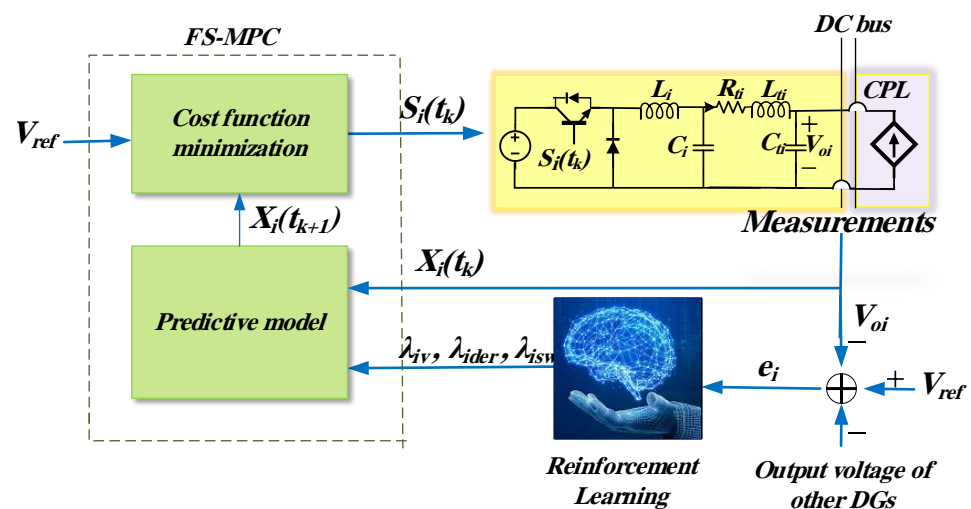 FS-MPC
DC bus
Cost function
minimization
V_ref
S_i(t_k)
L_i
R_ti
L_ti
CPL
S_i(t_k)
C_i
C_ti
+
V_oi
−
X_i(t_{k+1})
Measurements
Predictive model
X_i(t_k)
V_oi
−
λ_iv, λ_ider, λ_isw
e_i
+
V_ref
−
Reinforcement
Learning
Output voltage of
other DGs